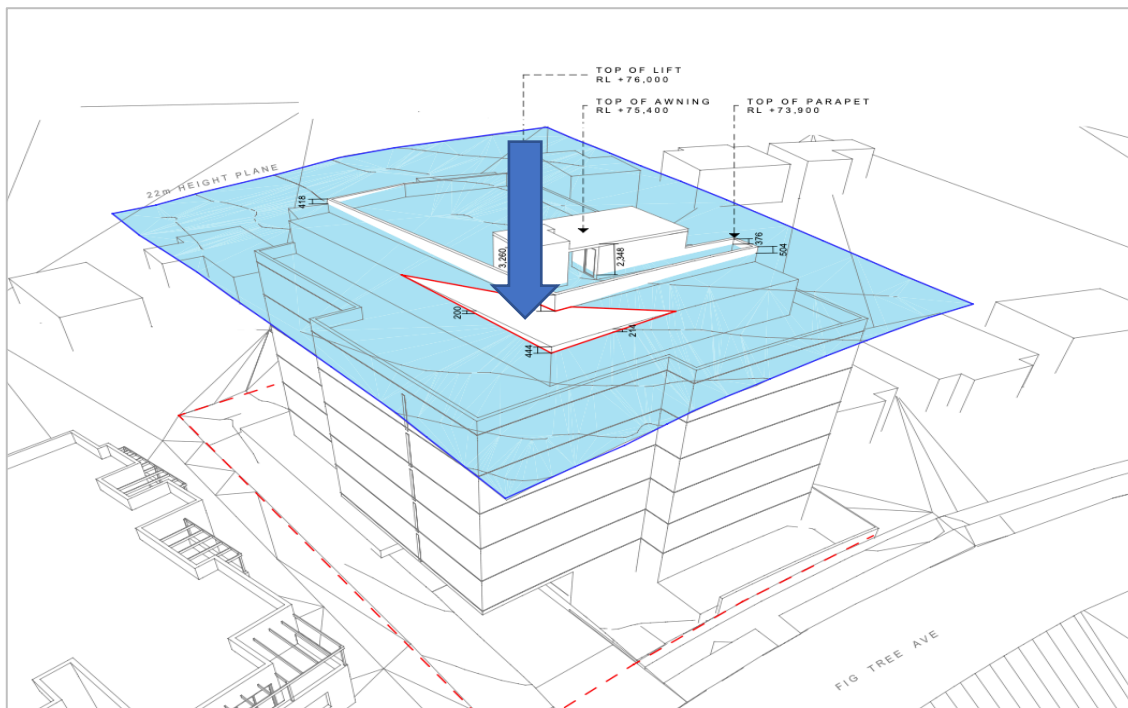 TOP OF LIFT
RL +76,000
TOP OF AWNING
RL +75,400
TOP OF PARAPET
RL +73,900
22m HEIGHT PLANE
418
376
504
3,260
2,348
200
214
444
FIG TREE AVE